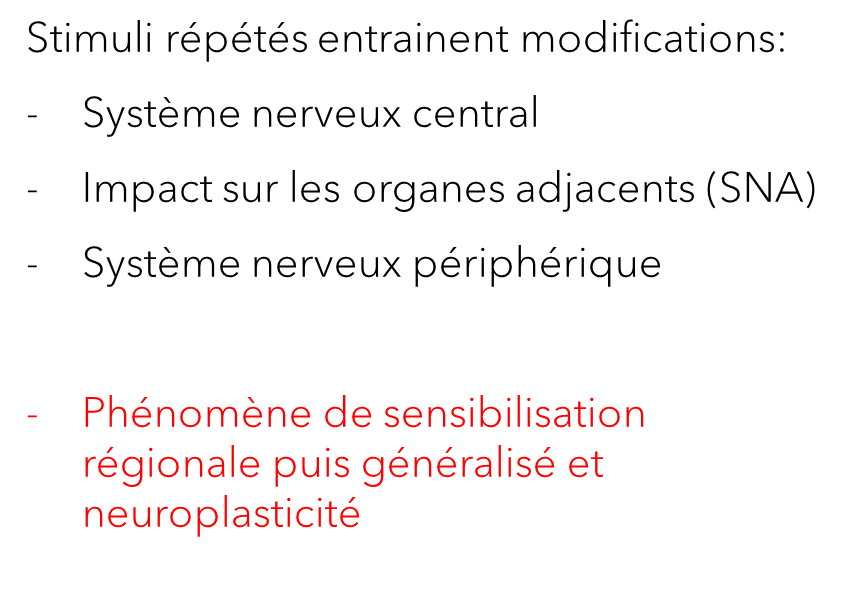 Stimuli répétés entrainent modifications:
- Système nerveux central
- Impact sur les organes adjacents (SNA)
- Système nerveux périphérique
- Phénomène de sensibilisation
régionale puis généralisé et
neuroplasticité